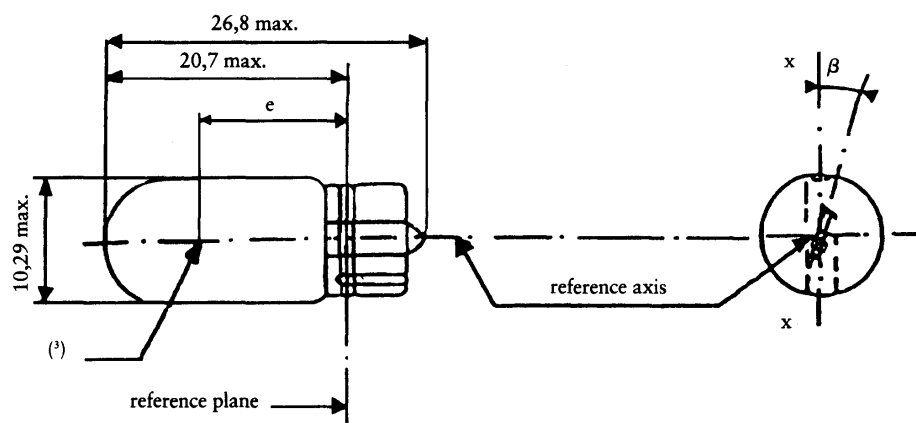 26,8 max.
20,7 max.
e
x
β
10,29 max.
reference axis
(³)
x
reference plane